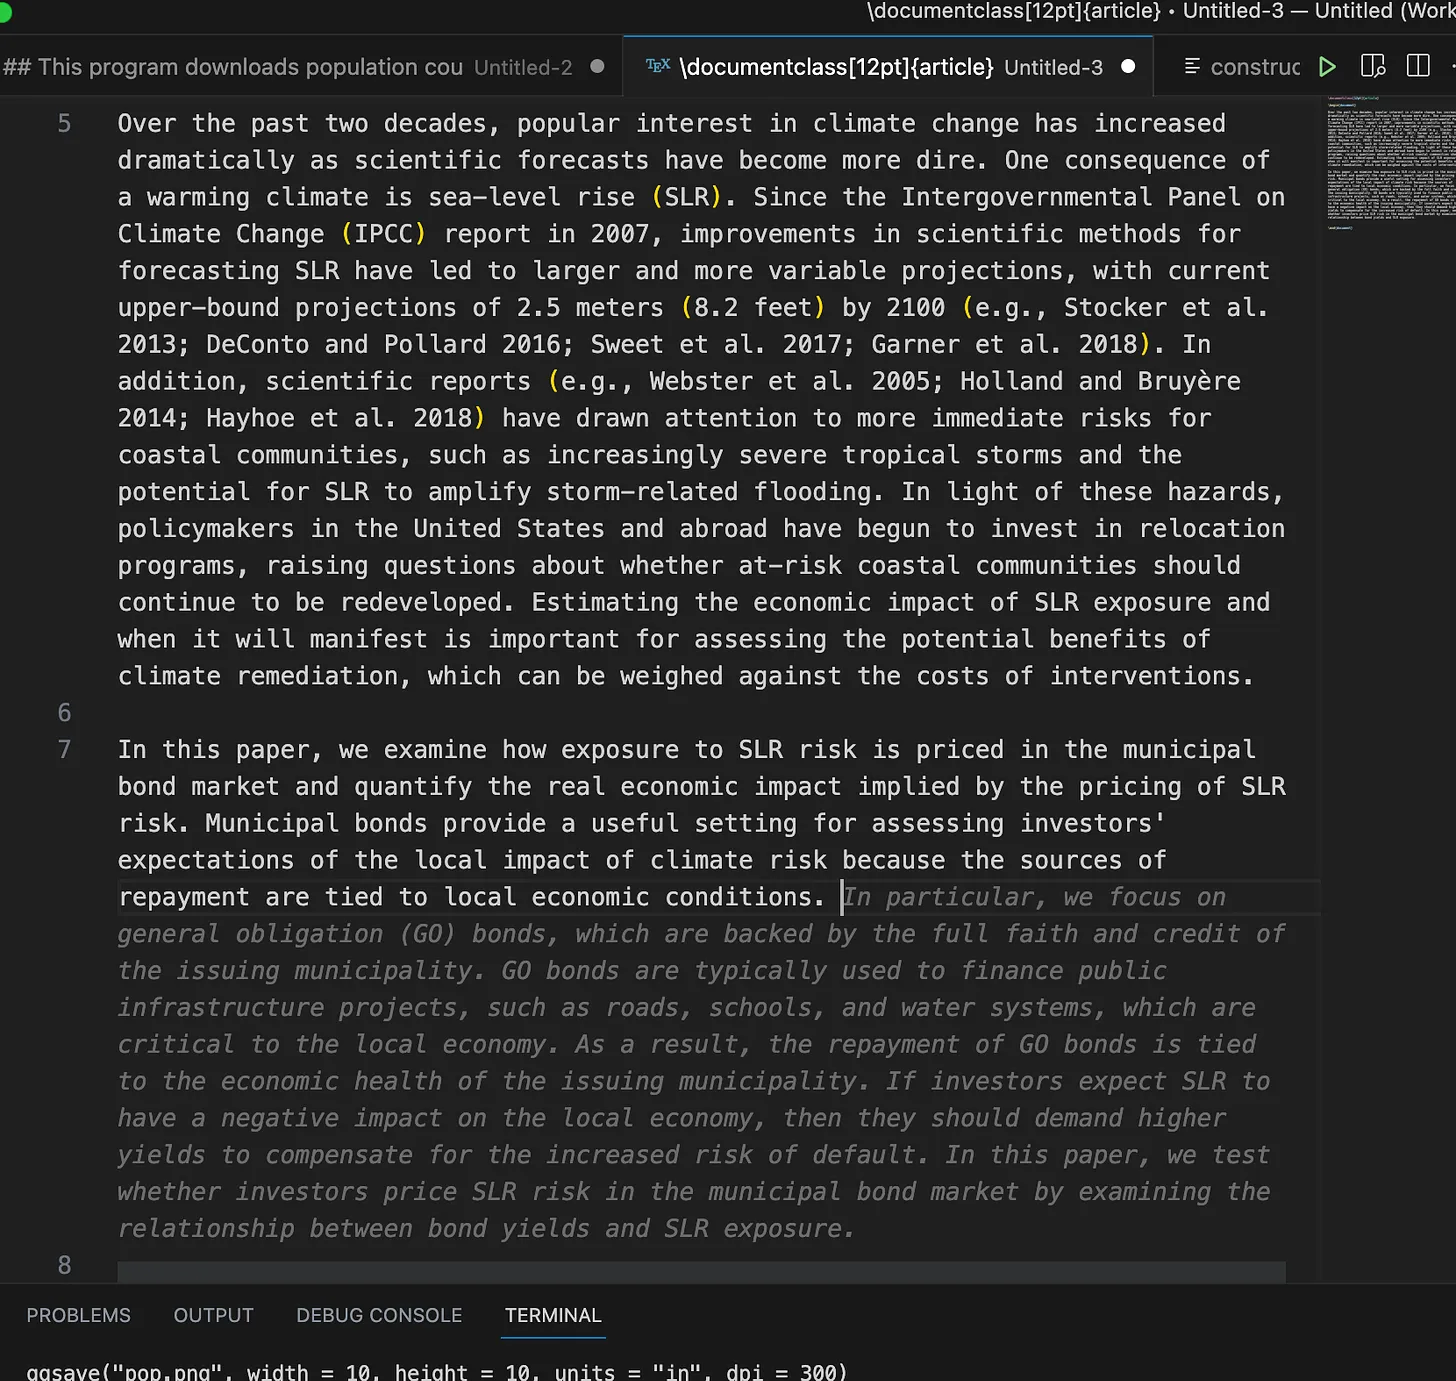 \documentclass[12pt]{article} • Untitled-3 — Untitled (Work
## This program downloads population cou Untitled-2 TEX \documentclass[12pt]{article} Untitled-3 construc
5 Over the past two decades, popular interest in climate change has increased
dramatically as scientific forecasts have become more dire. One consequence of
a warming climate is sea-level rise (SLR). Since the Intergovernmental Panel on
Climate Change (IPCC) report in 2007, improvements in scientific methods for
forecasting SLR have led to larger and more variable projections, with current
upper-bound projections of 2.5 meters (8.2 feet) by 2100 (e.g., Stocker et al.
2013; DeConto and Pollard 2016; Sweet et al. 2017; Garner et al. 2018). In
addition, scientific reports (e.g., Webster et al. 2005; Holland and Bruyère
2014; Hayhoe et al. 2018) have drawn attention to more immediate risks for
coastal communities, such as increasingly severe tropical storms and the
potential for SLR to amplify storm-related flooding. In light of these hazards,
policymakers in the United States and abroad have begun to invest in relocation
programs, raising questions about whether at-risk coastal communities should
continue to be redeveloped. Estimating the economic impact of SLR exposure and
when it will manifest is important for assessing the potential benefits of
climate remediation, which can be weighed against the costs of interventions.
6
7 In this paper, we examine how exposure to SLR risk is priced in the municipal
bond market and quantify the real economic impact implied by the pricing of SLR
risk. Municipal bonds provide a useful setting for assessing investors'
expectations of the local impact of climate risk because the sources of
repayment are tied to local economic conditions. In particular, we focus on
general obligation (GO) bonds, which are backed by the full faith and credit of
the issuing municipality. GO bonds are typically used to finance public
infrastructure projects, such as roads, schools, and water systems, which are
critical to the local economy. As a result, the repayment of GO bonds is tied
to the economic health of the issuing municipality. If investors expect SLR to
have a negative impact on the local economy, then they should demand higher
yields to compensate for the increased risk of default. In this paper, we test
whether investors price SLR risk in the municipal bond market by examining the
relationship between bond yields and SLR exposure.
8
PROBLEMS OUTPUT DEBUG CONSOLE TERMINAL
ggsave("pop.png", width = 10, height = 10, units = "in", dpi = 300)